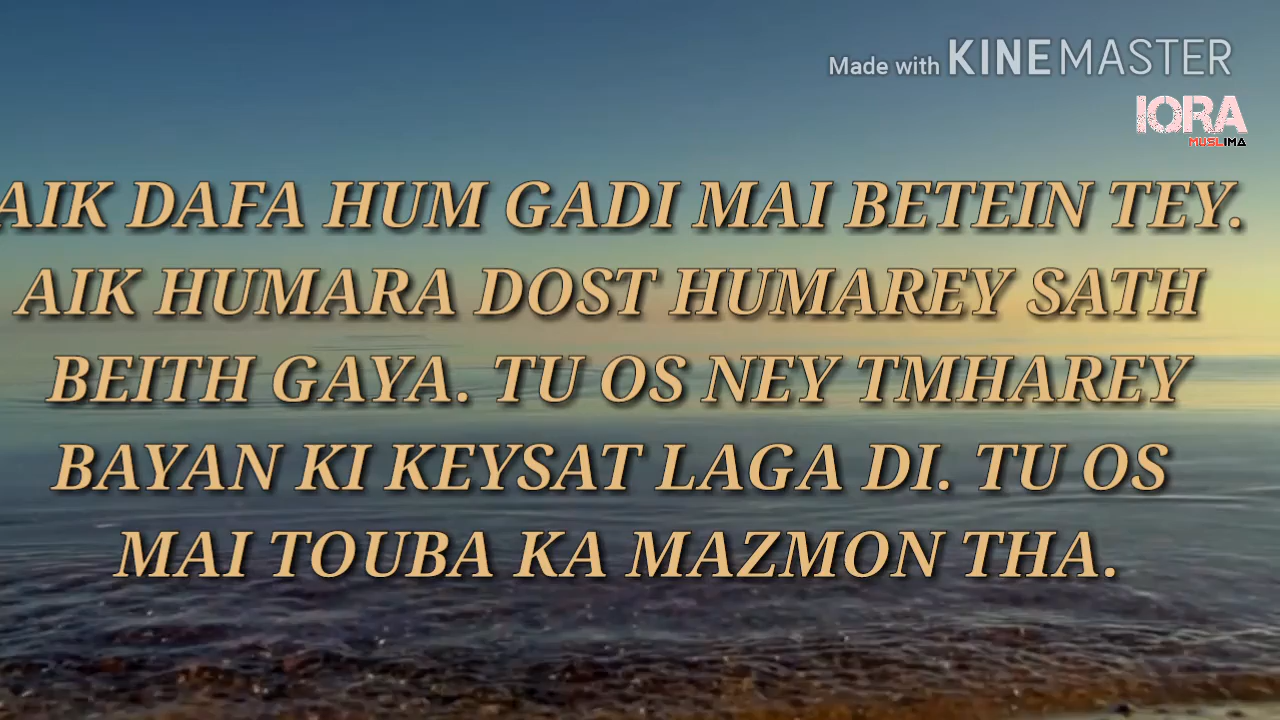 Made with KINEMASTER
IQRA
MUSLIMA
AIK DAFA HUM GADI MAI BETEIN TEY.
AIK HUMARA DOST HUMAREY SATH
BEITH GAYA. TU OS NEY TMHAREY
BAYAN KI KEYSAT LAGA DI. TU OS
MAI TOUBA KA MAZMON THA.